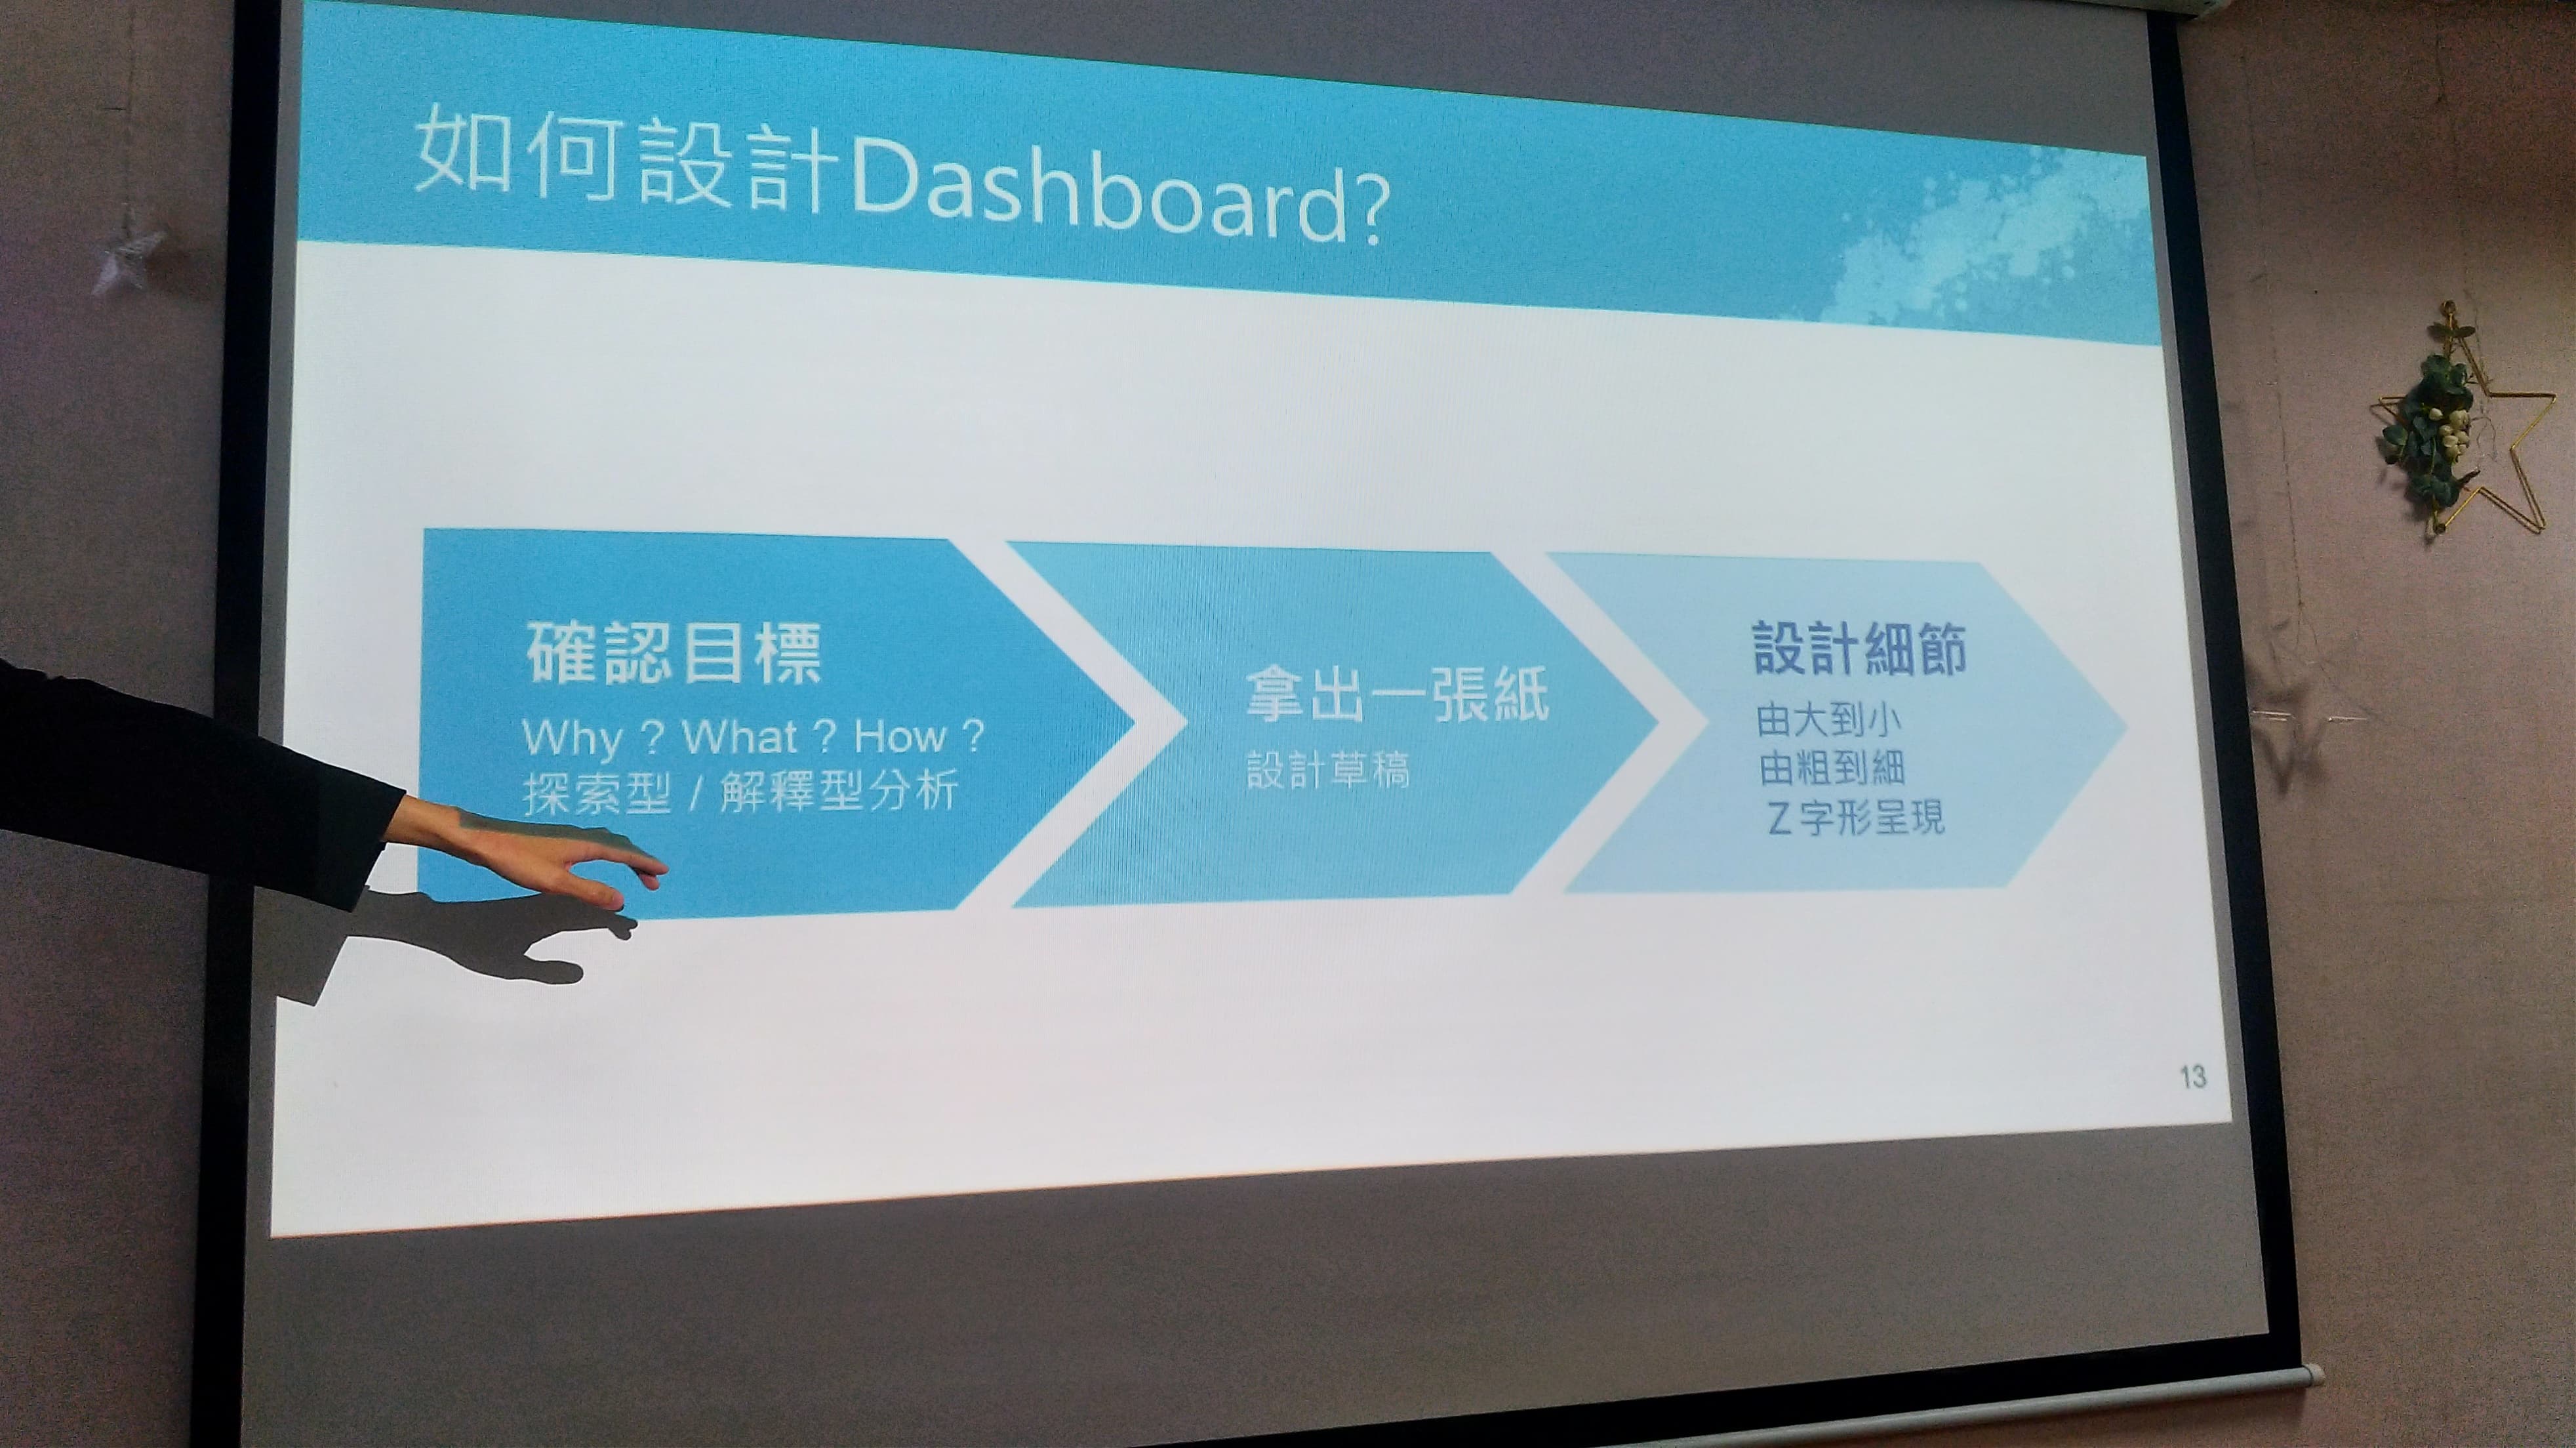 如何設計Dashboard?
確認目標
Why ? What ? How ?
探索型 / 解釋型分析
拿出一張紙
設計草稿
設計細節
由大到小
由粗到細
Z字形呈現
13